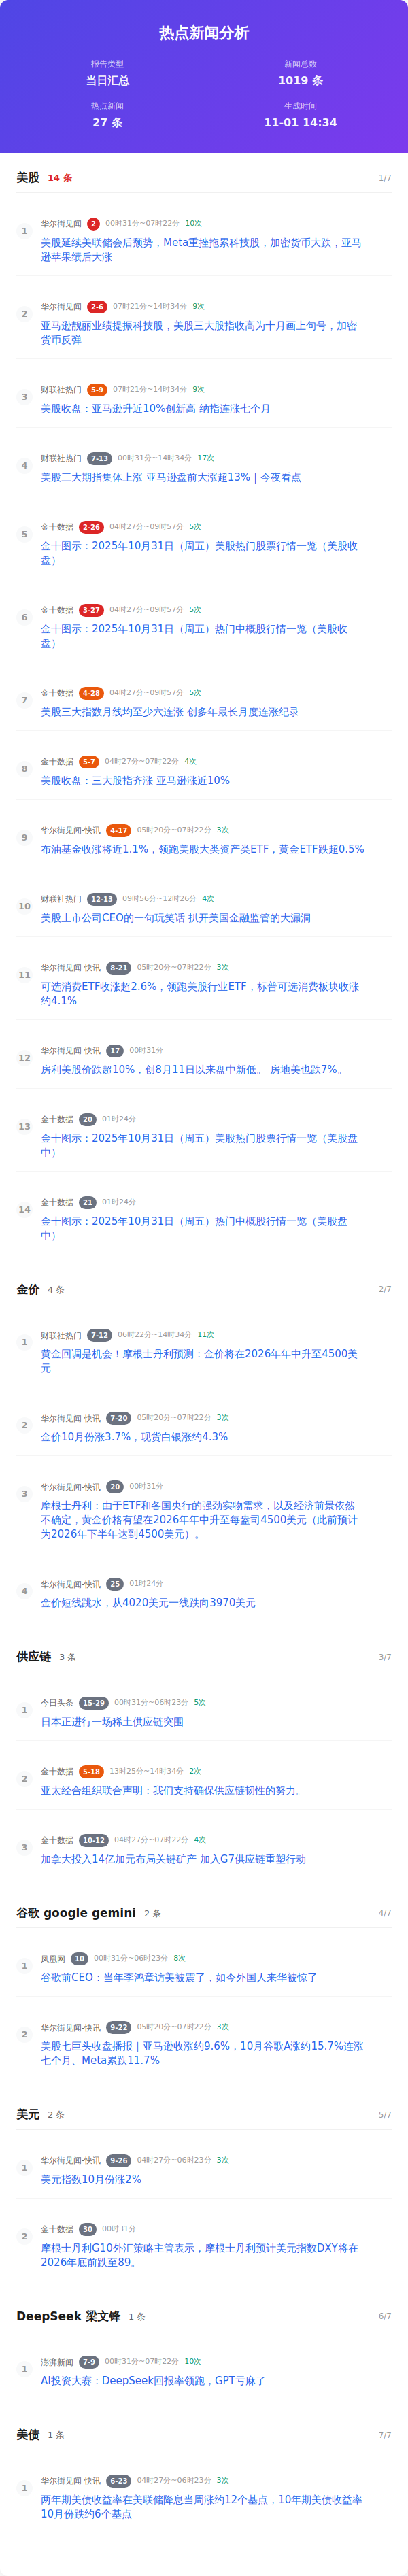 热点新闻分析
报告类型
新闻总数
当日汇总
1019 条
热点新闻
生成时间
27 条
11-01 14:34
美股 14 条 1/7
1
华尔街见闻 2 00时31分~07时22分 10次
美股延续美联储会后颓势，Meta重挫拖累科技股，加密货币大跌，亚马
逊苹果绩后大涨
2
华尔街见闻 2-6 07时21分~14时34分 9次
亚马逊靓丽业绩提振科技股，美股三大股指收高为十月画上句号，加密
货币反弹
3
财联社热门 5-9 07时21分~14时34分 9次
美股收盘：亚马逊升近10%创新高 纳指连涨七个月
4
财联社热门 7-13 00时31分~14时34分 17次
美股三大期指集体上涨 亚马逊盘前大涨超13% | 今夜看点
5
金十数据 2-26 04时27分~09时57分 5次
金十图示：2025年10月31日（周五）美股热门股票行情一览（美股收
盘）
6
金十数据 3-27 04时27分~09时57分 5次
金十图示：2025年10月31日（周五）热门中概股行情一览（美股收
盘）
7
金十数据 4-28 04时27分~09时57分 5次
美股三大指数月线均至少六连涨 创多年最长月度连涨纪录
8
金十数据 5-7 04时27分~07时22分 4次
美股收盘：三大股指齐涨 亚马逊涨近10%
9
华尔街见闻-快讯 4-17 05时20分~07时22分 3次
布油基金收涨将近1.1%，领跑美股大类资产类ETF，黄金ETF跌超0.5%
10
财联社热门 12-13 09时56分~12时26分 4次
美股上市公司CEO的一句玩笑话 扒开美国金融监管的大漏洞
11
华尔街见闻-快讯 8-21 05时20分~07时22分 3次
可选消费ETF收涨超2.6%，领跑美股行业ETF，标普可选消费板块收涨
约4.1%
12
华尔街见闻-快讯 17 00时31分
房利美股价跌超10%，创8月11日以来盘中新低。 房地美也跌7%。
13
金十数据 20 01时24分
金十图示：2025年10月31日（周五）美股热门股票行情一览（美股盘
中）
14
金十数据 21 01时24分
金十图示：2025年10月31日（周五）热门中概股行情一览（美股盘
中）
金价 4 条 2/7
1
财联社热门 7-12 06时22分~14时34分 11次
黄金回调是机会！摩根士丹利预测：金价将在2026年年中升至4500美
元
2
华尔街见闻-快讯 7-20 05时20分~07时22分 3次
金价10月份涨3.7%，现货白银涨约4.3%
3
华尔街见闻-快讯 20 00时31分
摩根士丹利：由于ETF和各国央行的强劲实物需求，以及经济前景依然
不确定，黄金价格有望在2026年年中升至每盎司4500美元（此前预计
为2026年下半年达到4500美元）。
4
华尔街见闻-快讯 25 01时24分
金价短线跳水，从4020美元一线跌向3970美元
供应链 3 条 3/7
1
今日头条 15-29 00时31分~06时23分 5次
日本正进行一场稀土供应链突围
2
金十数据 5-18 13时25分~14时34分 2次
亚太经合组织联合声明：我们支持确保供应链韧性的努力。
3
金十数据 10-12 04时27分~07时22分 4次
加拿大投入14亿加元布局关键矿产 加入G7供应链重塑行动
谷歌 google gemini 2 条 4/7
1
凤凰网 10 00时31分~06时23分 8次
谷歌前CEO：当年李鸿章访美被震了，如今外国人来华被惊了
2
华尔街见闻-快讯 9-22 05时20分~07时22分 3次
美股七巨头收盘播报｜亚马逊收涨约9.6%，10月谷歌A涨约15.7%连涨
七个月、Meta累跌11.7%
美元 2 条 5/7
1
华尔街见闻-快讯 9-26 04时27分~06时23分 3次
美元指数10月份涨2%
2
金十数据 30 00时31分
摩根士丹利G10外汇策略主管表示，摩根士丹利预计美元指数DXY将在
2026年底前跌至89。
DeepSeek 梁文锋 1 条 6/7
1
澎湃新闻 7-9 00时31分~07时22分 10次
AI投资大赛：DeepSeek回报率领跑，GPT亏麻了
美债 1 条 7/7
1
华尔街见闻-快讯 6-23 04时27分~06时23分 3次
两年期美债收益率在美联储降息当周涨约12个基点，10年期美债收益率
10月份跌约6个基点